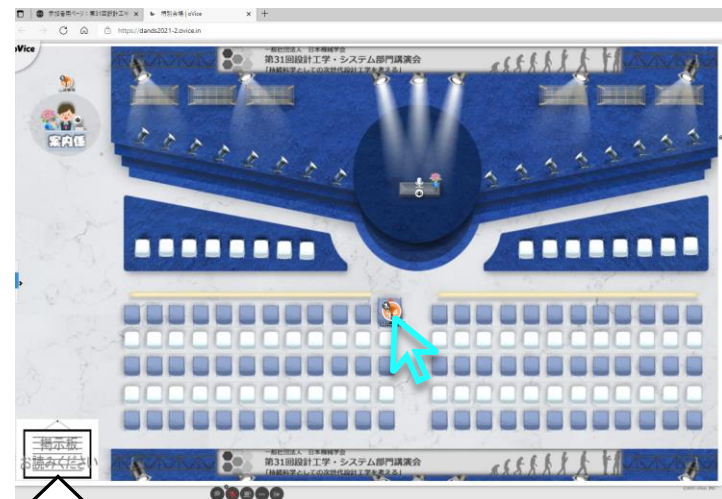 参加者用ページ:第31回設計工
特別会場 | oVice
https://dands2021-2.ovice.in
oVice
一般社団法人 日本機械学会
第31回設計工学・システム部門講演会
「持続科学としての次世代設計工学を考える」
案内係
掲示板
お読みください
一般社団法人 日本機械学会
第31回設計工学・システム部門講演会
「持続科学としての次世代設計工学を考える」